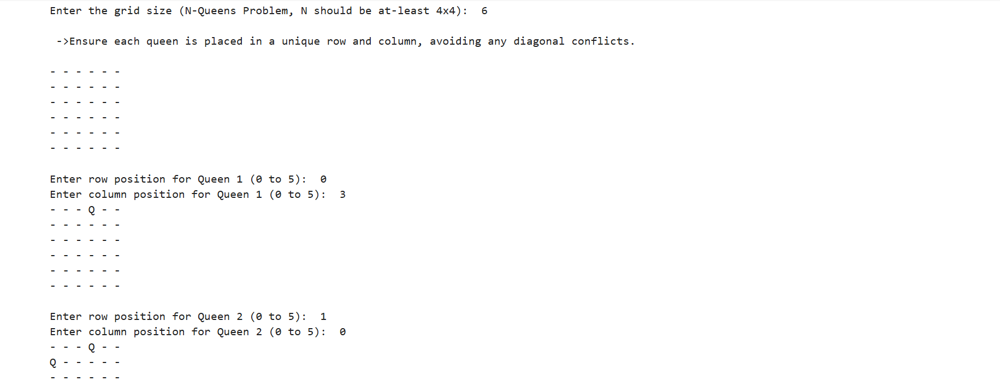 Enter the grid size (N-Queens Problem, N should be at-least 4x4):  6
->Ensure each queen is placed in a unique row and column, avoiding any diagonal conflicts.
- - - - - -
- - - - - -
- - - - - -
- - - - - -
- - - - - -
- - - - - -
Enter row position for Queen 1 (0 to 5):  0
Enter column position for Queen 1 (0 to 5):  3
- - - Q - -
- - - - - -
- - - - - -
- - - - - -
- - - - - -
- - - - - -
Enter row position for Queen 2 (0 to 5):  1
Enter column position for Queen 2 (0 to 5):  0
- - - Q - -
Q - - - - -
- - - - - -